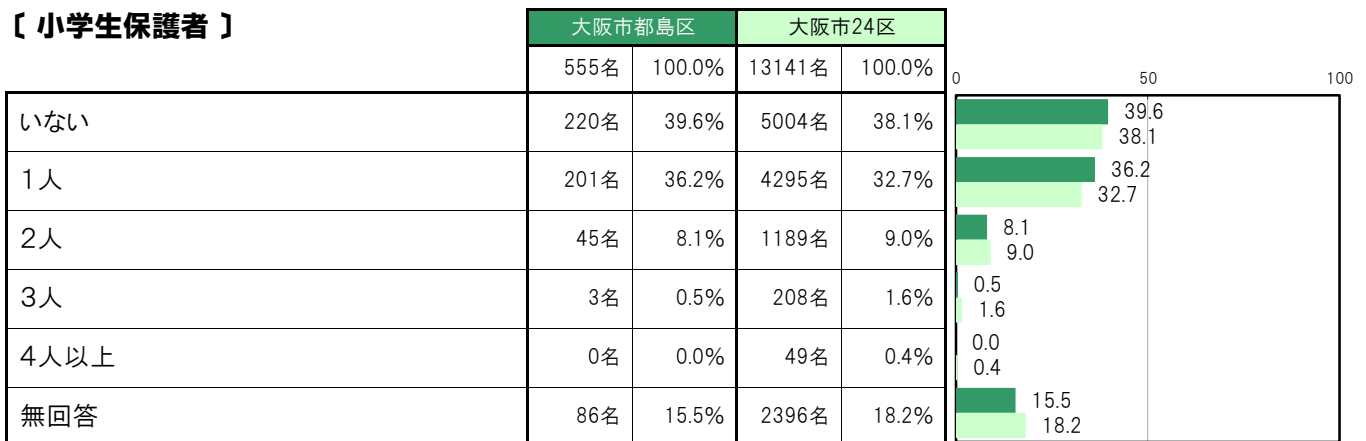 〔 小学生保護者 〕
大阪市都島区 大阪市24区
555名 100.0% 13141名 100.0%
0 50 100
いない 220名 39.6% 5004名 38.1% 39.6
38.1
1人 201名 36.2% 4295名 32.7% 36.2
32.7
2人 45名 8.1% 1189名 9.0% 8.1
9.0
3人 3名 0.5% 208名 1.6% 0.5
1.6
4人以上 0名 0.0% 49名 0.4% 0.0
0.4
無回答 86名 15.5% 2396名 18.2% 15.5
18.2